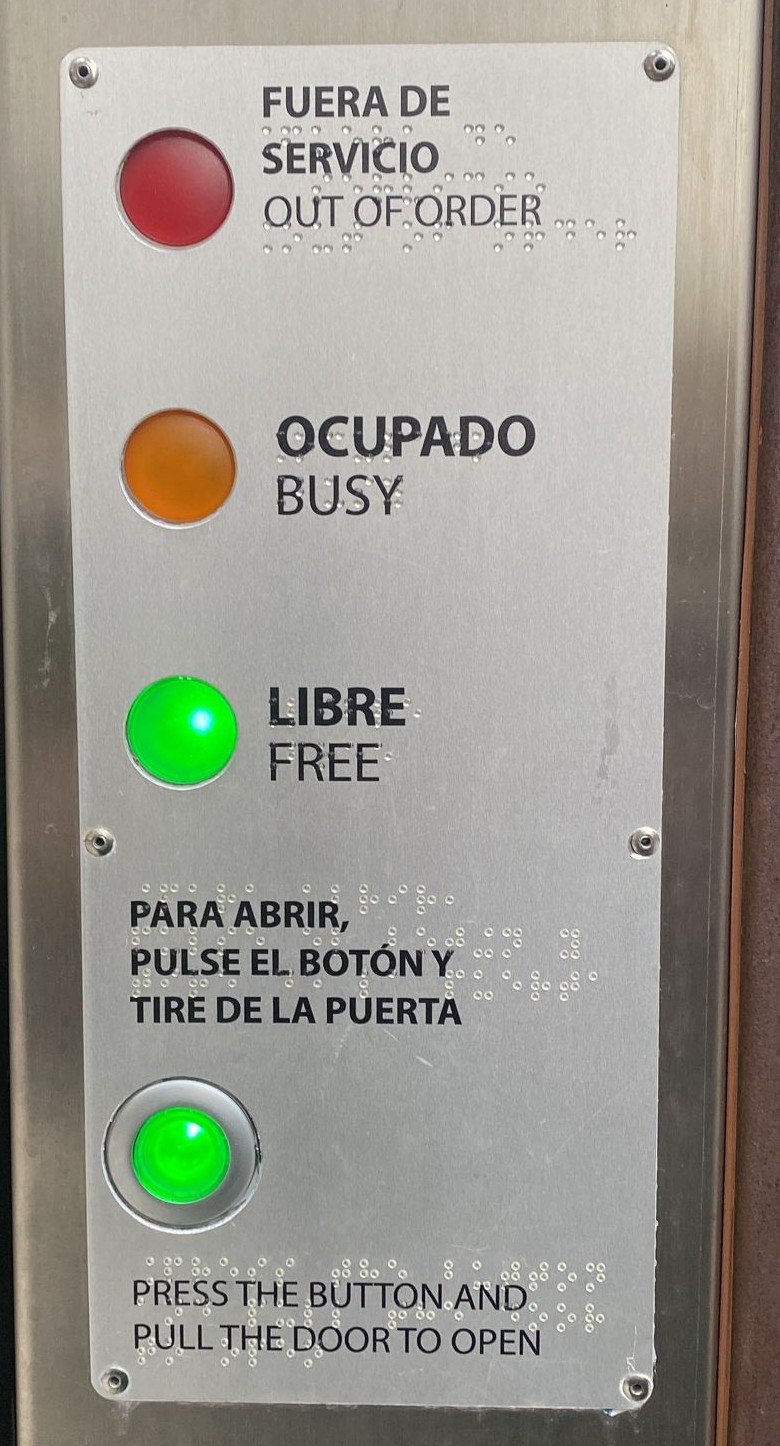 FUERA DE
SERVICIO
OUT OF ORDER
OCUPADO
BUSY
LIBRE
FREE
PARA ABRIR,
PULSE EL BOTÓN Y
TIRE DE LA PUERTA
PRESS THE BUTTON AND
PULL THE DOOR TO OPEN